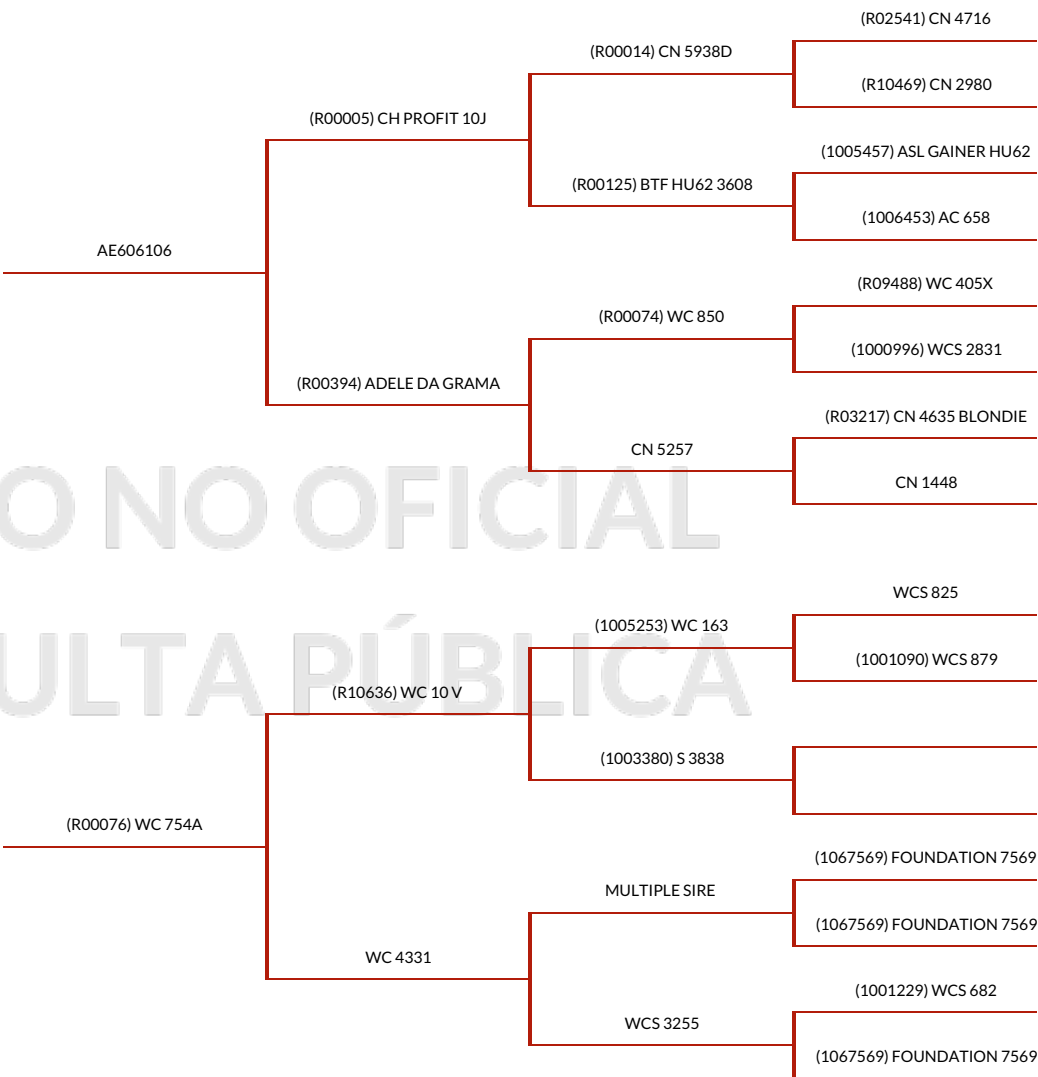 (R02541) CN 4716
(R00014) CN 5938D
(R10469) CN 2980
(R00005) CH PROFIT 10J
(1005457) ASL GAINER HU62
(R00125) BTF HU62 3608
(1006453) AC 658
AE606106
(R09488) WC 405X
(R00074) WC 850
(1000996) WCS 2831
(R00394) ADELE DA GRAMA
(R03217) CN 4635 BLONDIE
CN 5257
CN 1448
O NO OFICIAL
WCS 825
(1005253) WC 163
(1001090) WCS 879
ULTA PÚBLICA
(R10636) WC 10 V
(1003380) S 3838
(R00076) WC 754A
(1067569) FOUNDATION 7569
MULTIPLE SIRE
(1067569) FOUNDATION 7569
WC 4331
(1001229) WCS 682
WCS 3255
(1067569) FOUNDATION 7569